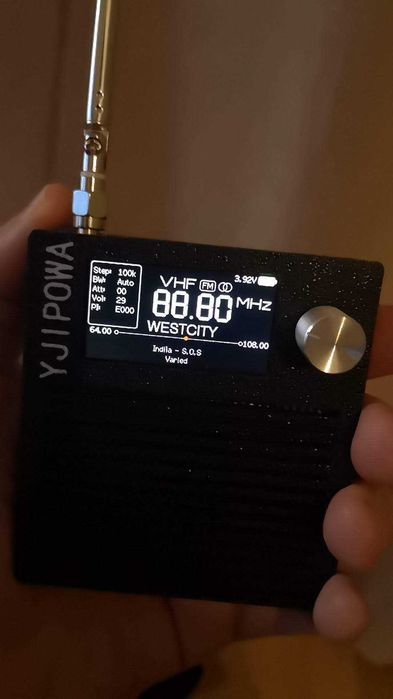 YJIPOWA
Step: 100k
BW: Auto
Att: 00
Vol: 29
PI: E000
VHF FM 3.92V
88.80 MHz
WESTCITY
64.00 108.00
Indila - S.O.S
Varied